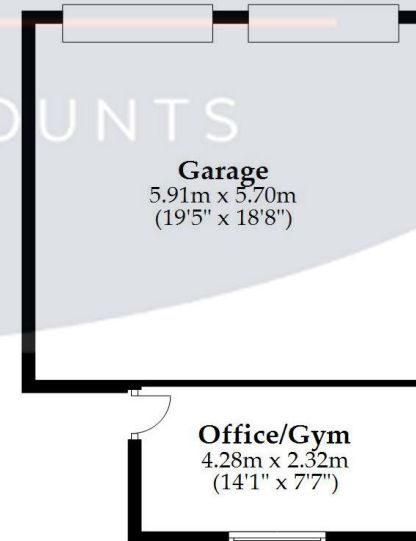 OUNTS
Garage
5.91m x 5.70m
(19'5" x 18'8")
Office/Gym
4.28m x 2.32m
(14'1" x 7'7")